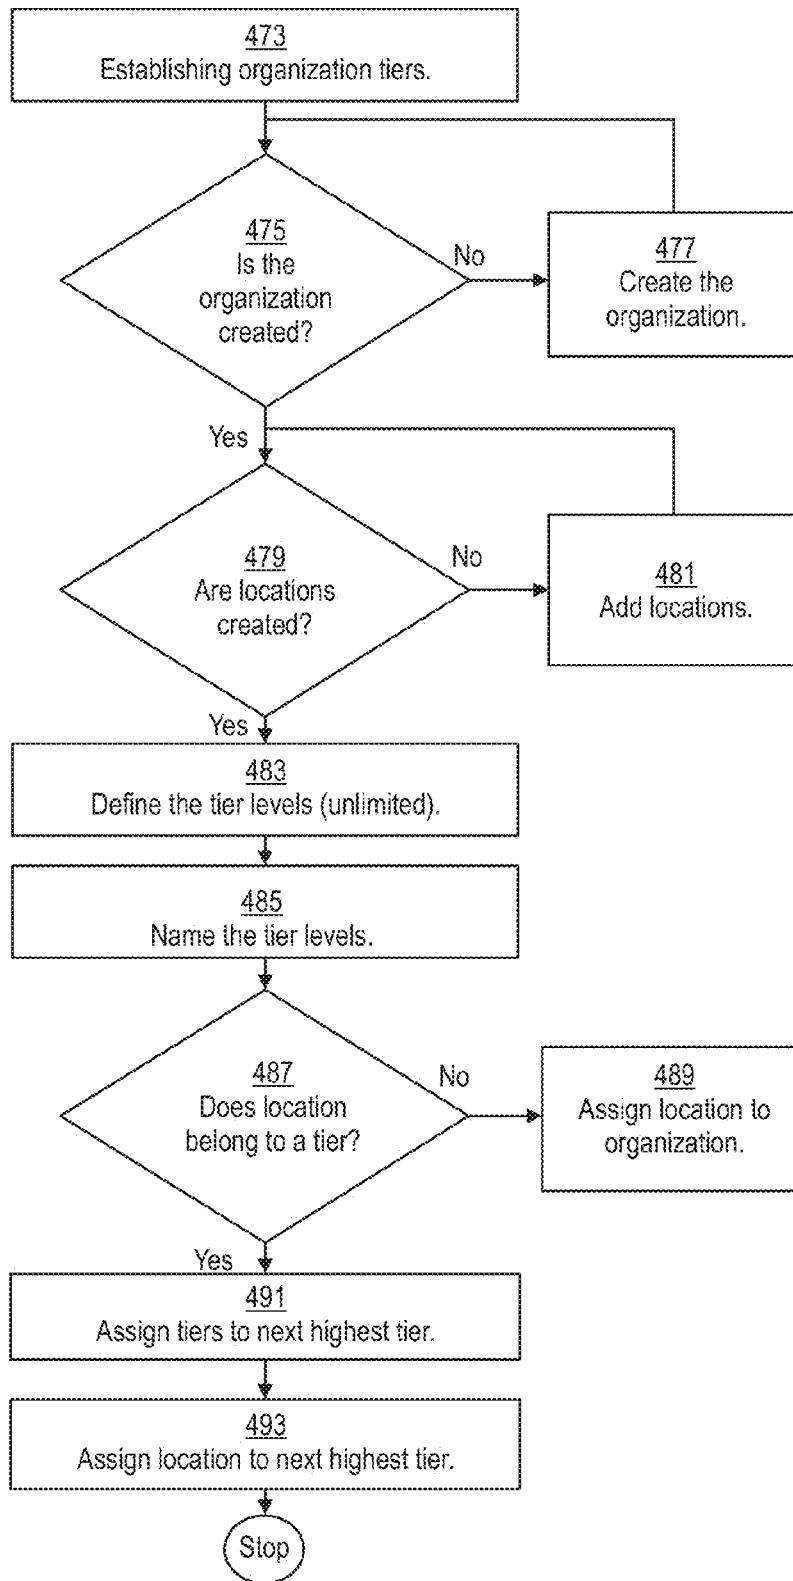 473
Establishing organization tiers.
475
Is the
organization
created?
No
477
Create the
organization.
Yes
479
Are locations
created?
No
481
Add locations.
Yes
483
Define the tier levels (unlimited).
485
Name the tier levels.
487
Does location
belong to a tier?
No
489
Assign location to
organization.
Yes
491
Assign tiers to next highest tier.
493
Assign location to next highest tier.
Stop